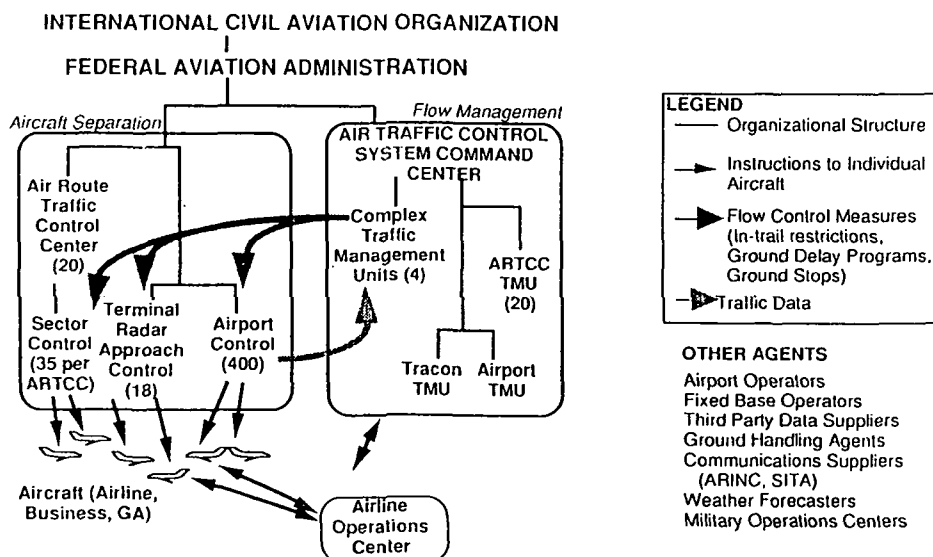 INTERNATIONAL CIVIL AVIATION ORGANIZATION
FEDERAL AVIATION ADMINISTRATION
Aircraft Separation
Air Route
Traffic
Control
Center
(20)
Sector
Control
(35 per
ARTCC)
Terminal
Radar
Approach
Control
(18)
Airport
Control
(400)
Flow Management
AIR TRAFFIC CONTROL
SYSTEM COMMAND
CENTER
Complex
Traffic
Management
Units (4)
ARTCC
TMU
(20)
Tracon
TMU
Airport
TMU
Aircraft (Airline,
Business, GA)
Airline
Operations
Center
LEGEND
Organizational Structure
Instructions to Individual
Aircraft
Flow Control Measures
(In-trail restrictions,
Ground Delay Programs,
Ground Stops)
Traffic Data
OTHER AGENTS
Airport Operators
Fixed Base Operators
Third Party Data Suppliers
Ground Handling Agents
Communications Suppliers
(ARINC, SITA)
Weather Forecasters
Military Operations Centers